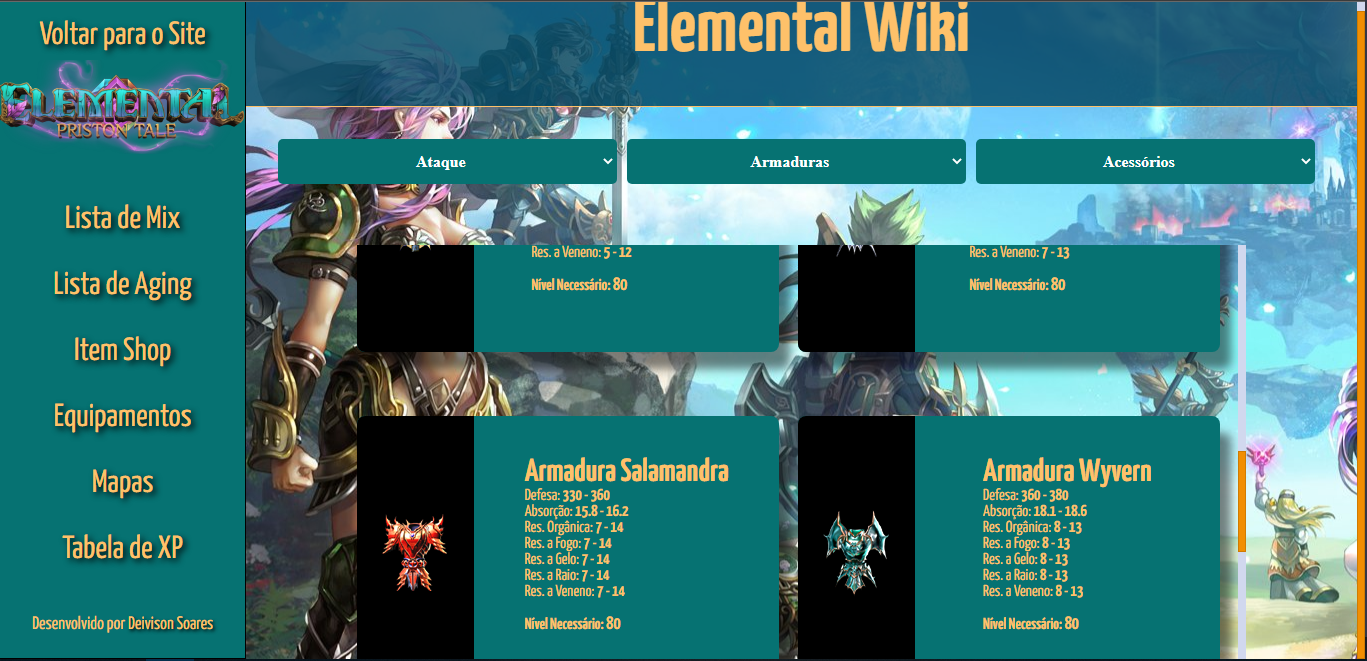 Voltar para o Site
ELEMENTAL
PRISTON TALE
Lista de Mix
Lista de Aging
Item Shop
Equipamentos
Mapas
Tabela de XP
Desenvolvido por Deivison Soares
Elemental Wiki
Ataque
Armaduras
Acessórios
Res. a Veneno: 5 - 12
Nível Necessário: 80
Res. a Veneno: 7 - 13
Nível Necessário: 80
Armadura Salamandra
Defesa: 330 - 360
Absorção: 15.8 - 16.2
Res. Orgânica: 7 - 14
Res. a Fogo: 7 - 14
Res. a Gelo: 7 - 14
Res. a Raio: 7 - 14
Res. a Veneno: 7 - 14
Nível Necessário: 80
Armadura Wyvern
Defesa: 360 - 380
Absorção: 18.1 - 18.6
Res. Orgânica: 8 - 13
Res. a Fogo: 8 - 13
Res. a Gelo: 8 - 13
Res. a Raio: 8 - 13
Res. a Veneno: 8 - 13
Nível Necessário: 80